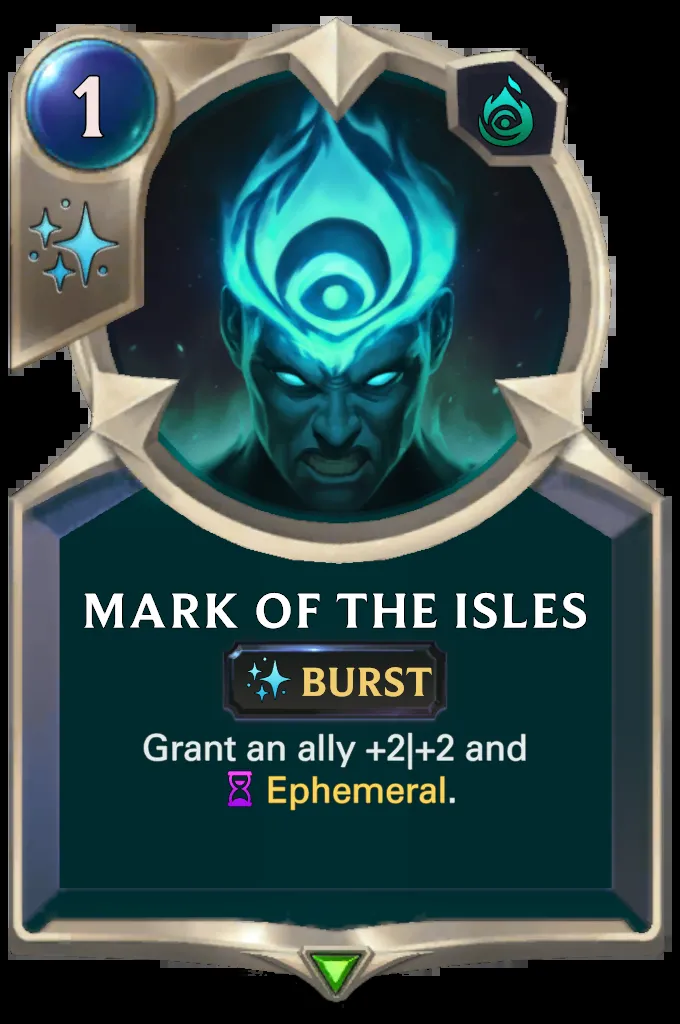 1
MARK OF THE ISLES
BURST
Grant an ally +2|+2 and
Ephemeral.